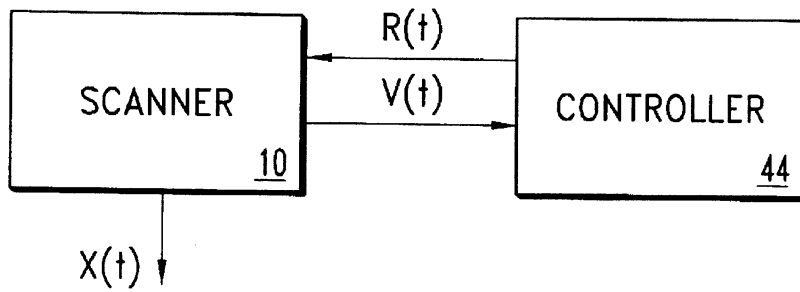 R(t)
SCANNER
V(t)
CONTROLLER
10
44
X(t)